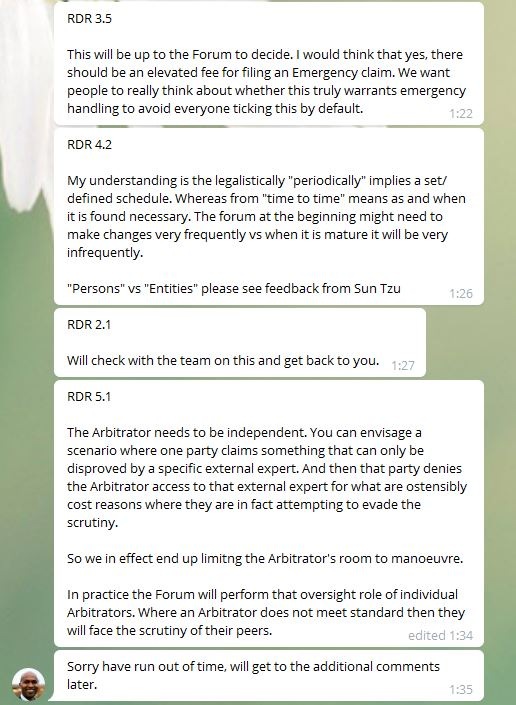 RDR 3.5
This will be up to the Forum to decide. I would think that yes, there
should be an elevated fee for filing an Emergency claim. We want
people to really think about whether this truly warrants emergency
handling to avoid everyone ticking this by default.
1:22
RDR 4.2
My understanding is the legalistically "periodically" implies a set/
defined schedule. Whereas from "time to time" means as and when
it is found necessary. The forum at the beginning might need to
make changes very frequently vs when it is mature it will be very
infrequently.
"Persons" vs "Entities" please see feedback from Sun Tzu
1:26
RDR 2.1
Will check with the team on this and get back to you.
1:27
RDR 5.1
The Arbitrator needs to be independent. You can envisage a
scenario where one party claims something that can only be
disproved by a specific external expert. And then that party denies
the Arbitrator access to that external expert for what are ostensibly
cost reasons where they are in fact attempting to evade the
scrutiny.
So we in effect end up limitng the Arbitrator's room to manoeuvre.
In practice the Forum will perform that oversight role of individual
Arbitrators. Where an Arbitrator does not meet standard then they
will face the scrutiny of their peers.
edited 1:34
Sorry have run out of time, will get to the additional comments
later.
1:35